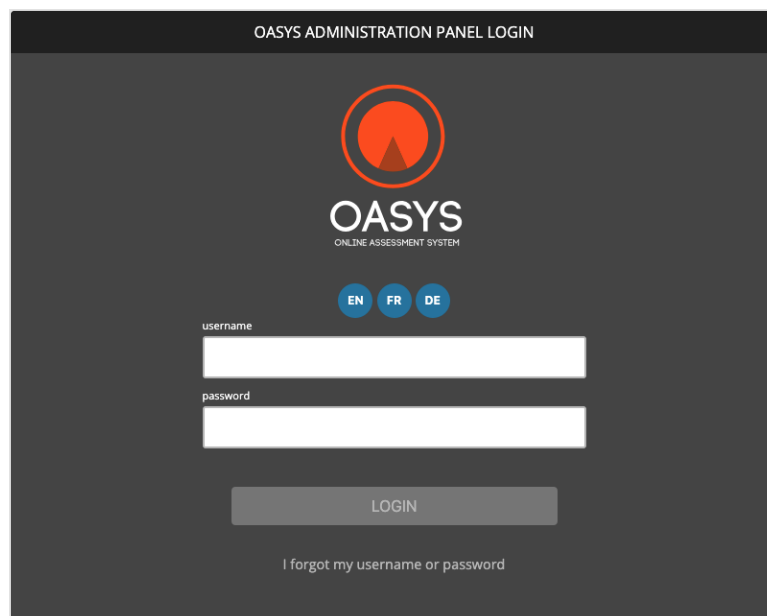 OASYS ADMINISTRATION PANEL LOGIN
OASYS
ONLINE ASSESSMENT SYSTEM
EN FR DE
username
password
LOGIN
I forgot my username or password